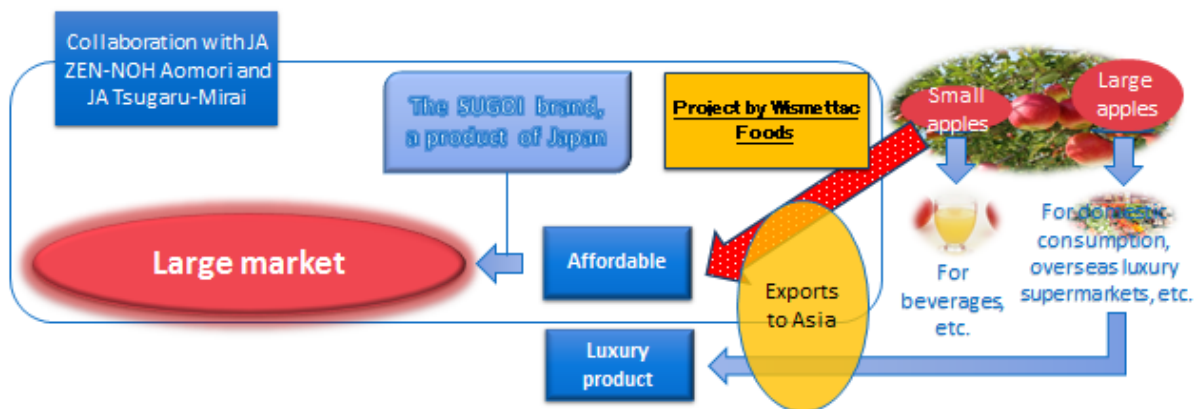 Collaboration with JA
ZEN-NOH Aomori and
JA Tsugaru-Mirai
The SUGOI brand,
a product of Japan
Project by Wismettac
Foods
Small
apples
Large
apples
Large market
Affordable
Exports
to Asia
For
beverages,
etc.
For domestic
consumption,
overseas luxury
supermarkets, etc.
Luxury
product